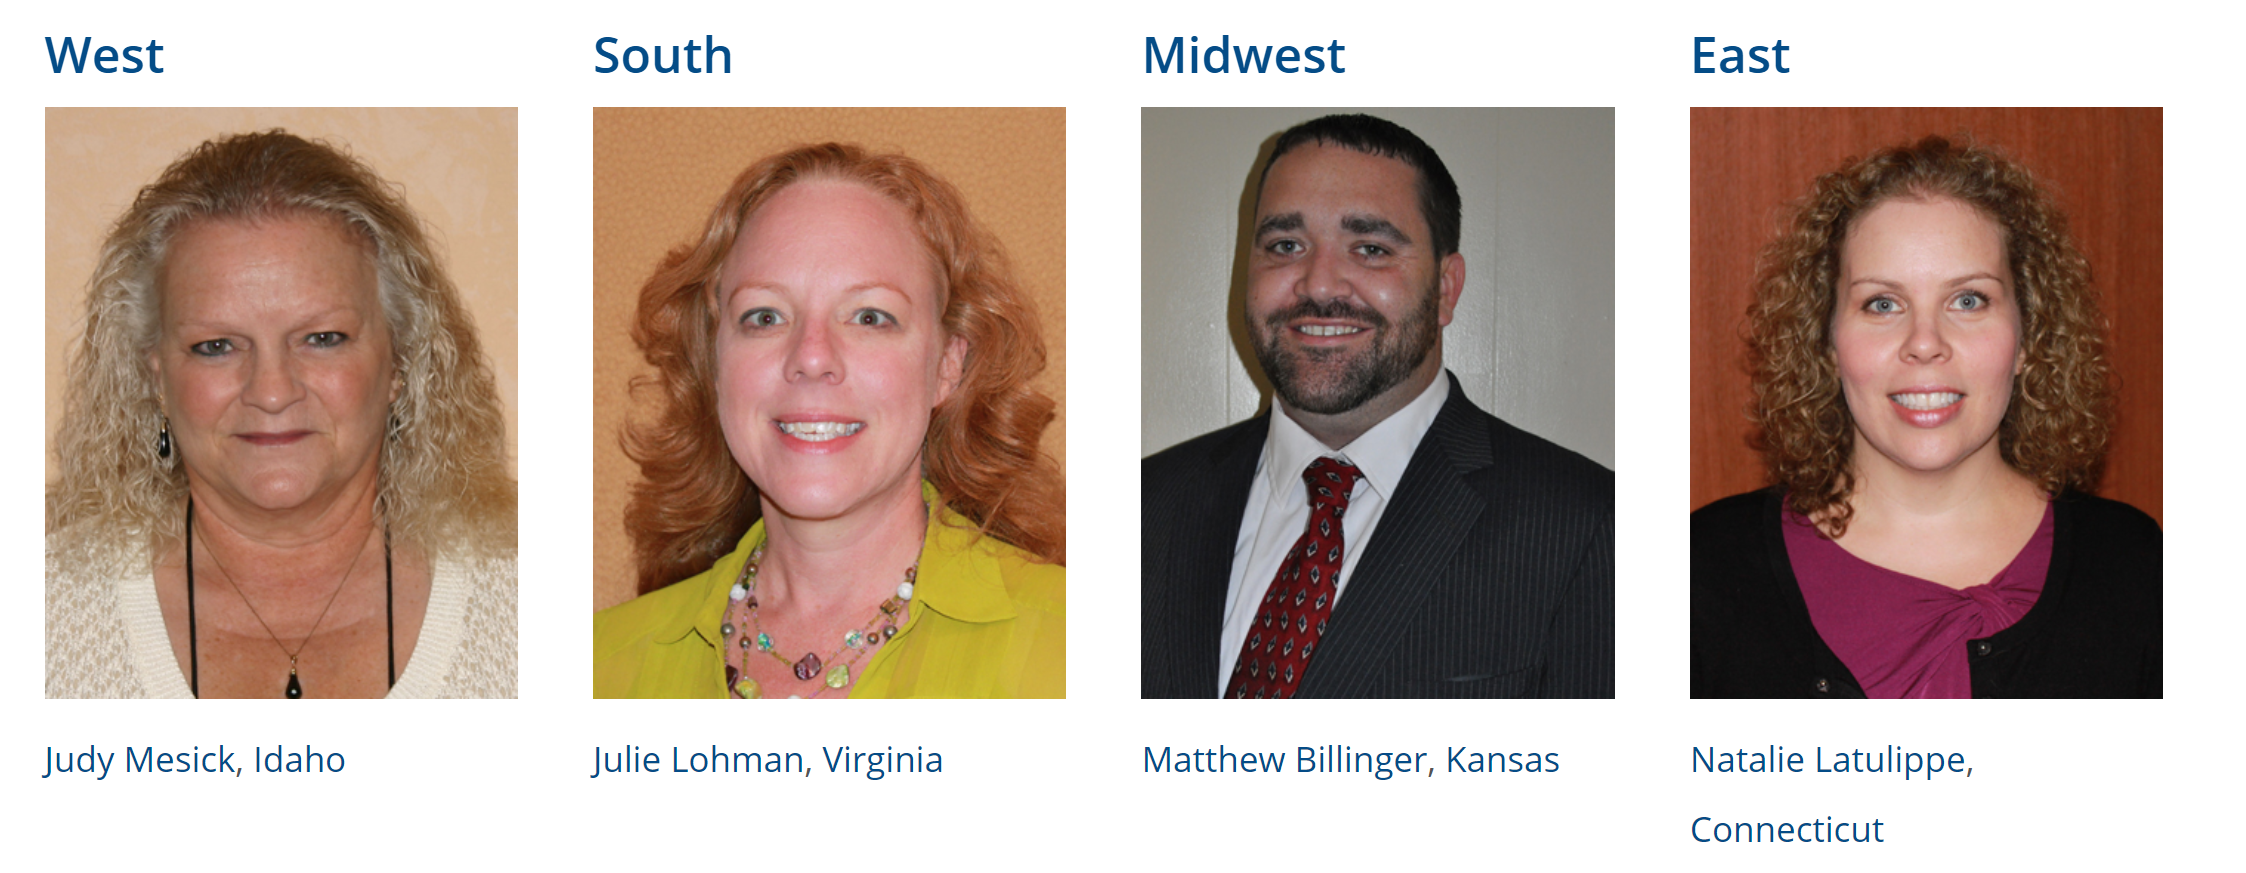 West
South
Midwest
East
Judy Mesick, Idaho
Julie Lohman, Virginia
Matthew Billinger, Kansas
Natalie Latulippe,
Connecticut